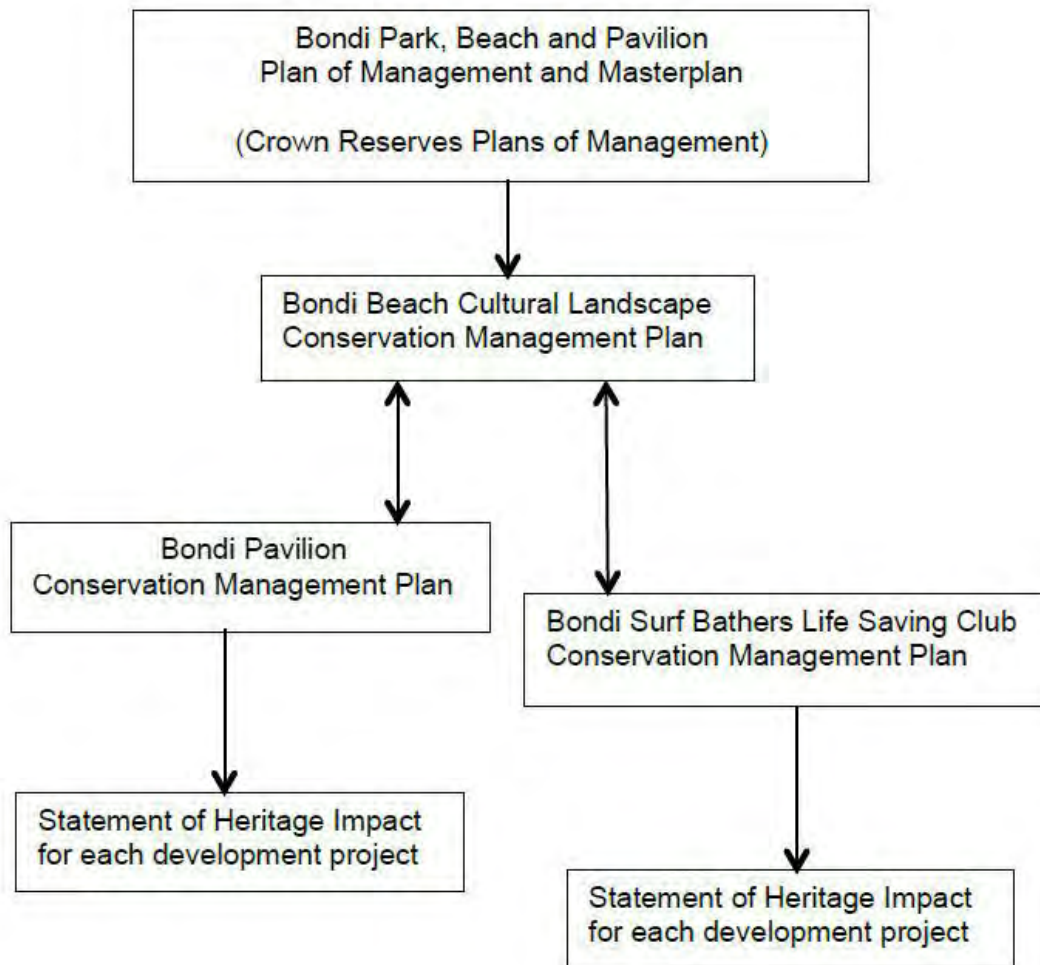 Bondi Park, Beach and Pavilion
Plan of Management and Masterplan
(Crown Reserves Plans of Management)
Bondi Beach Cultural Landscape
Conservation Management Plan
Bondi Pavilion
Conservation Management Plan
Bondi Surf Bathers Life Saving Club
Conservation Management Plan
Statement of Heritage Impact
for each development project
Statement of Heritage Impact
for each development project